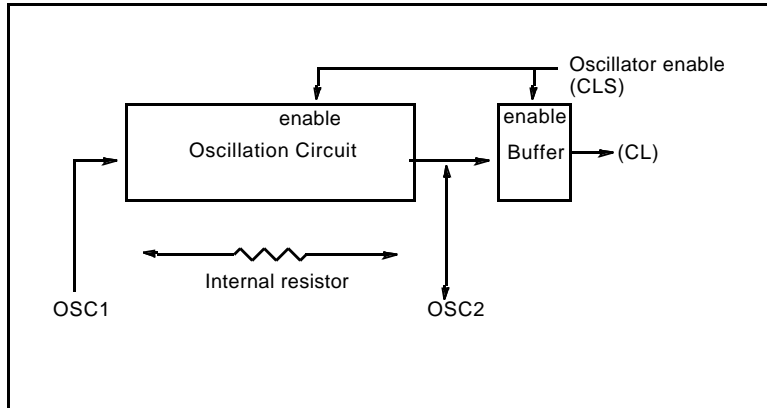 Oscillator enable
(CLS)
enable
Oscillation Circuit
enable
Buffer
(CL)
Internal resistor
OSC1
OSC2